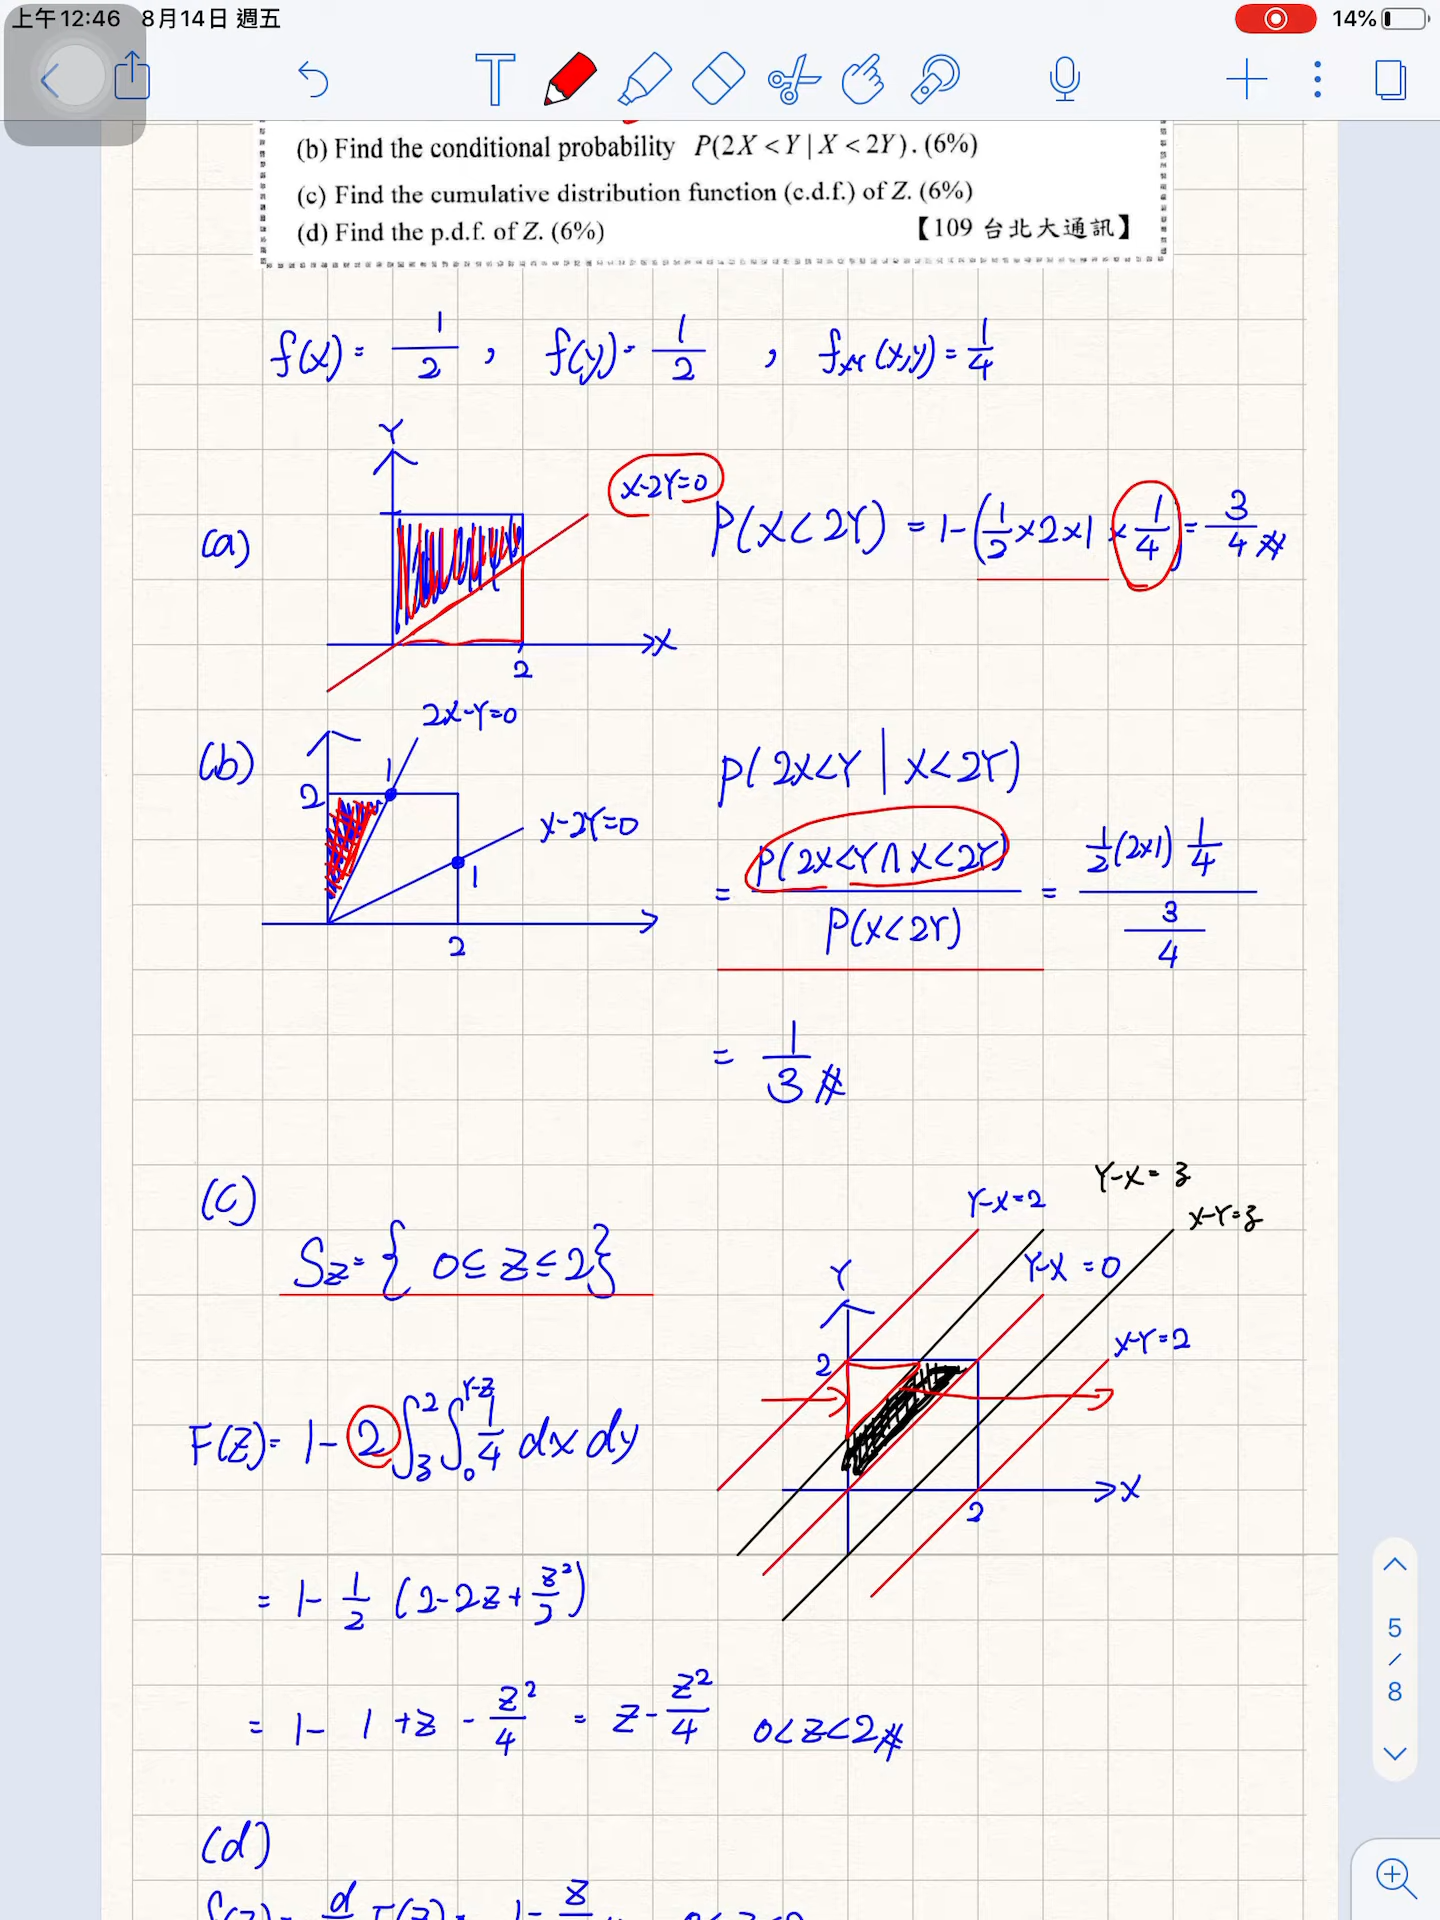 上午12:46 8月14日 週五
14%
(b) Find the conditional probability P(2X < Y | X < 2Y). (6%)
(c) Find the cumulative distribution function (c.d.f.) of Z. (6%)
(d) Find the p.d.f. of Z. (6%)
【109 台北大通訊】
f(x) = 1/2 , f(y) = 1/2 , fxy(x,y) = 1/4
(a)
Y
X
2
X-2Y=0
P(X<2Y) = 1-(1/2×2×1×1/4) = 3/4 #
(b)
2X-Y=0
1
2
X-2Y=0
1
2
P(2X<Y | X<2Y)
= P(2X<Y∩X<2Y) / P(X<2Y) = 1/2(2×1) 1/4 / 3/4
= 1/3 #
(c)
Sz = { 0≤z≤2}
Y-X=2
Y-X=z
X-Y=z
Y-X=0
X-Y=2
Y
2
X
2
F(z) = 1-2∫_z^2 ∫_0^{Y-z} 1/4 dx dy
= 1- 1/2 (2-2z+z²/2)
= 1- 1+z - z²/4 = z - z²/4 0<z<2 #
(d)
5
/
8